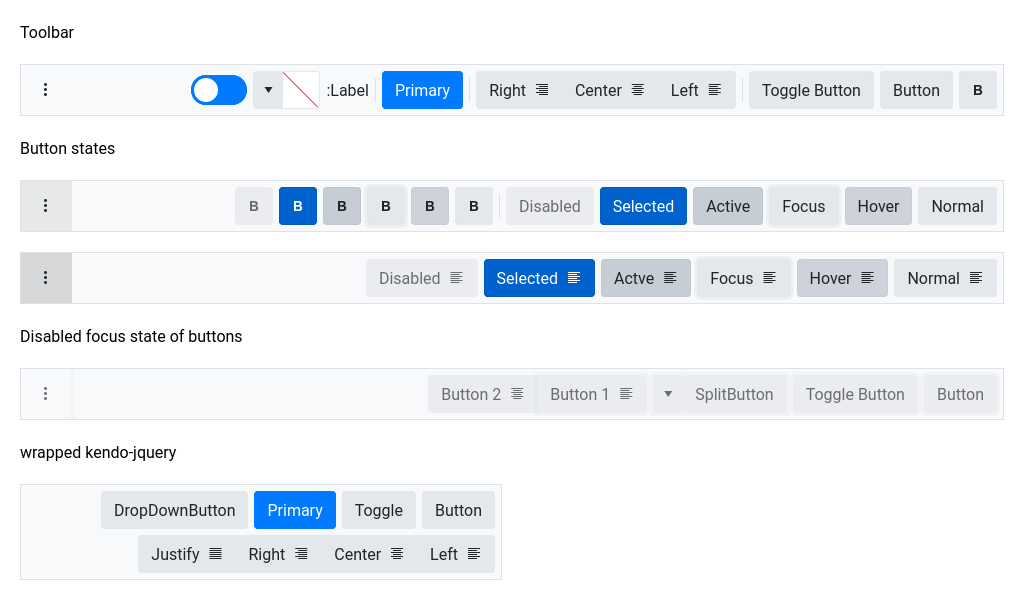 Toolbar
:Label Primary Right Center Left Toggle Button Button B
Button states
B B B B B B Disabled Selected Active Focus Hover Normal
Disabled Selected Actve Focus Hover Normal
Disabled focus state of buttons
Button 2 Button 1 SplitButton Toggle Button Button
wrapped kendo-jquery
DropDownButton Primary Toggle Button
Justify Right Center Left